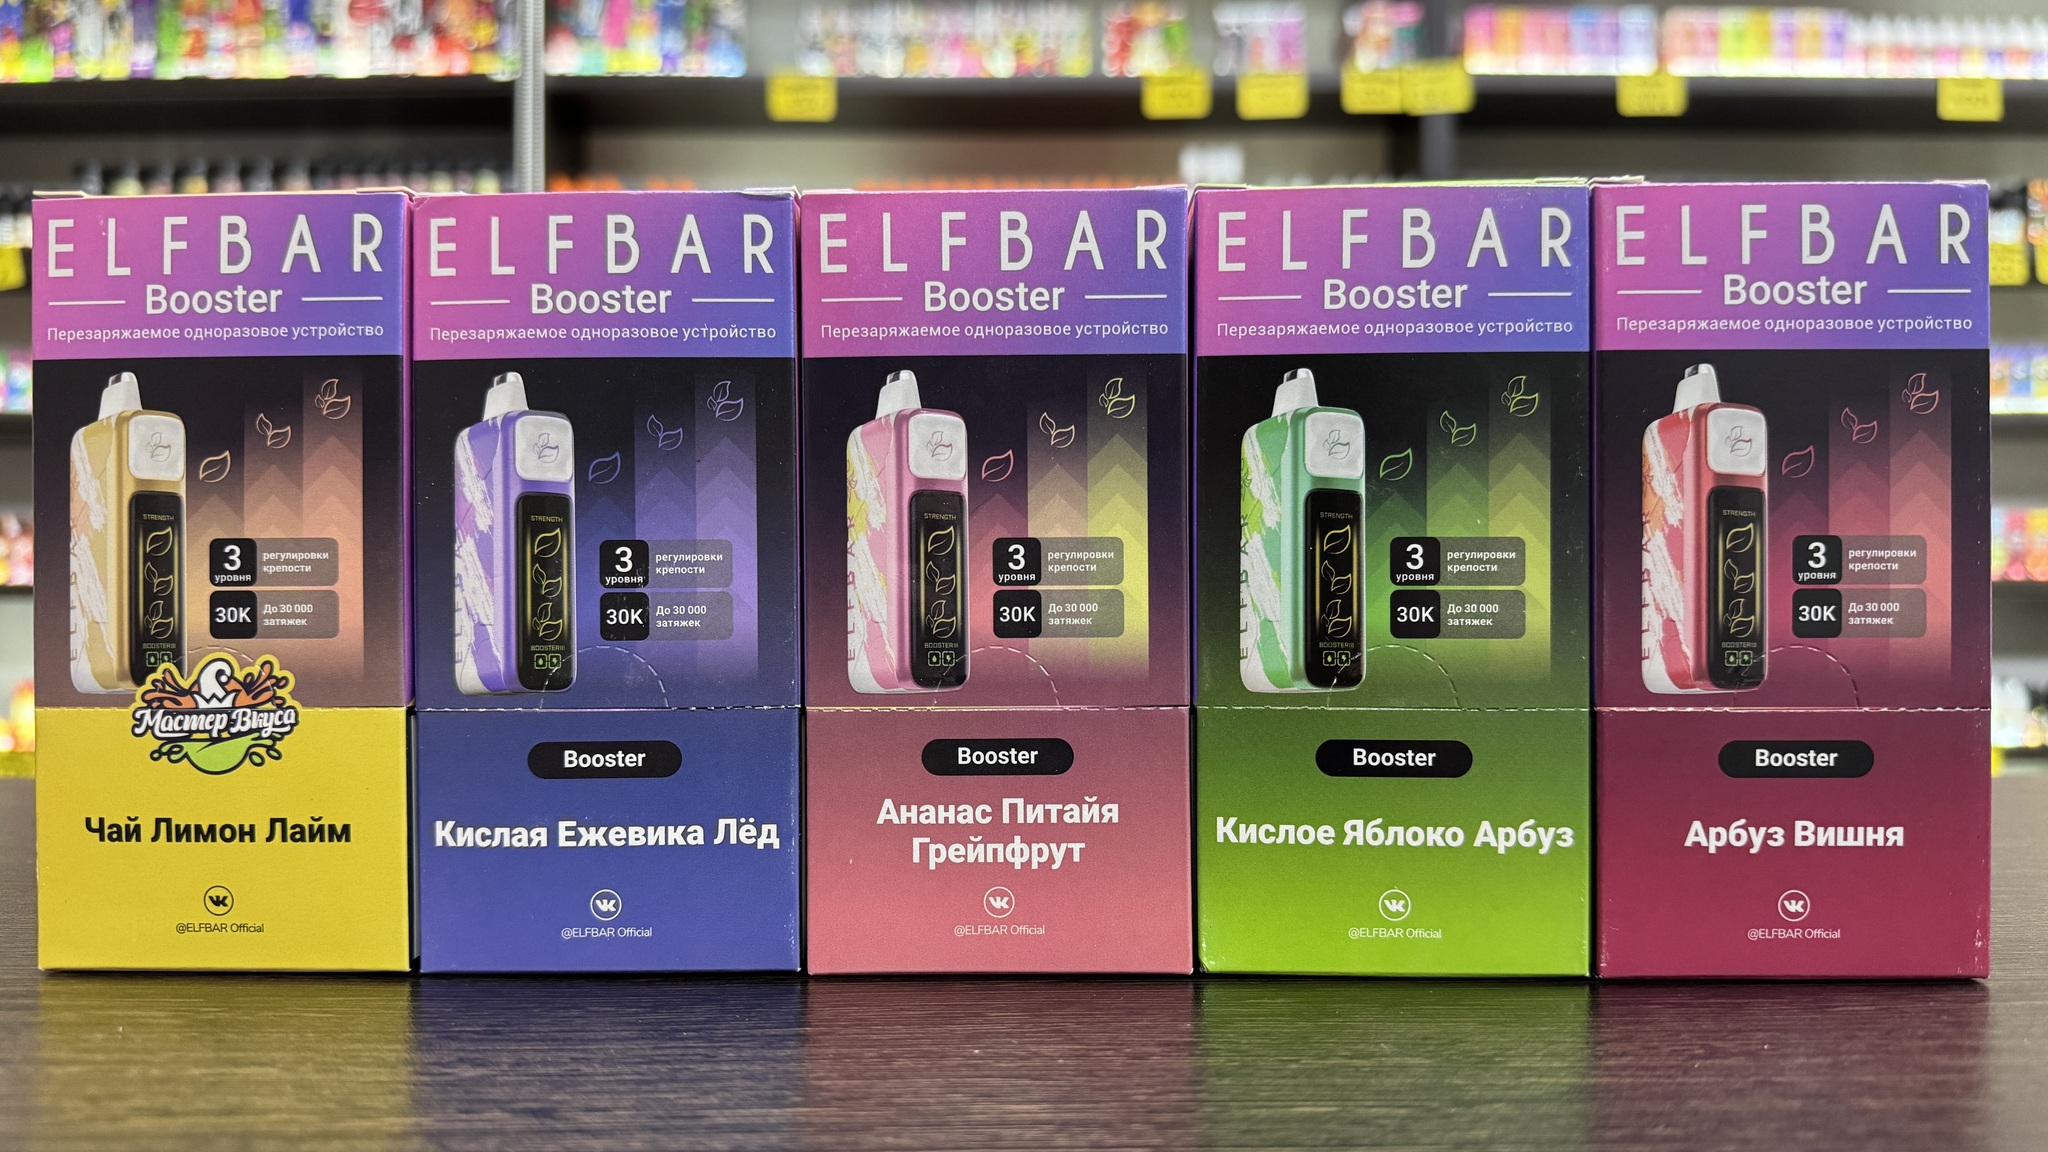 ELFBAR
Booster
Перезаряжаемое одноразовое устройство
STRENGTH
3 уровня
регулировки
крепости
30K
До 30 000
затяжек
Мастер Вкуса
Чай Лимон Лайм
@ELFBAR Official
ELFBAR
Booster
Перезаряжаемое одноразовое устройство
STRENGTH
3 уровня
регулировки
крепости
30K
До 30 000
затяжек
Booster
Кислая Ежевика Лёд
@ELFBAR Official
ELFBAR
Booster
Перезаряжаемое одноразовое устройство
STRENGTH
3 уровня
регулировки
крепости
30K
До 30 000
затяжек
Booster
Ананас Питайя
Грейпфрут
@ELFBAR Official
ELFBAR
Booster
Перезаряжаемое одноразовое устройство
STRENGTH
3 уровня
регулировки
крепости
30K
До 30 000
затяжек
Booster
Кислое Яблоко Арбуз
@ELFBAR Official
ELFBAR
Booster
Перезаряжаемое одноразовое устройство
STRENGTH
3 уровня
регулировки
крепости
30K
До 30 000
затяжек
Booster
Арбуз Вишня
@ELFBAR Official